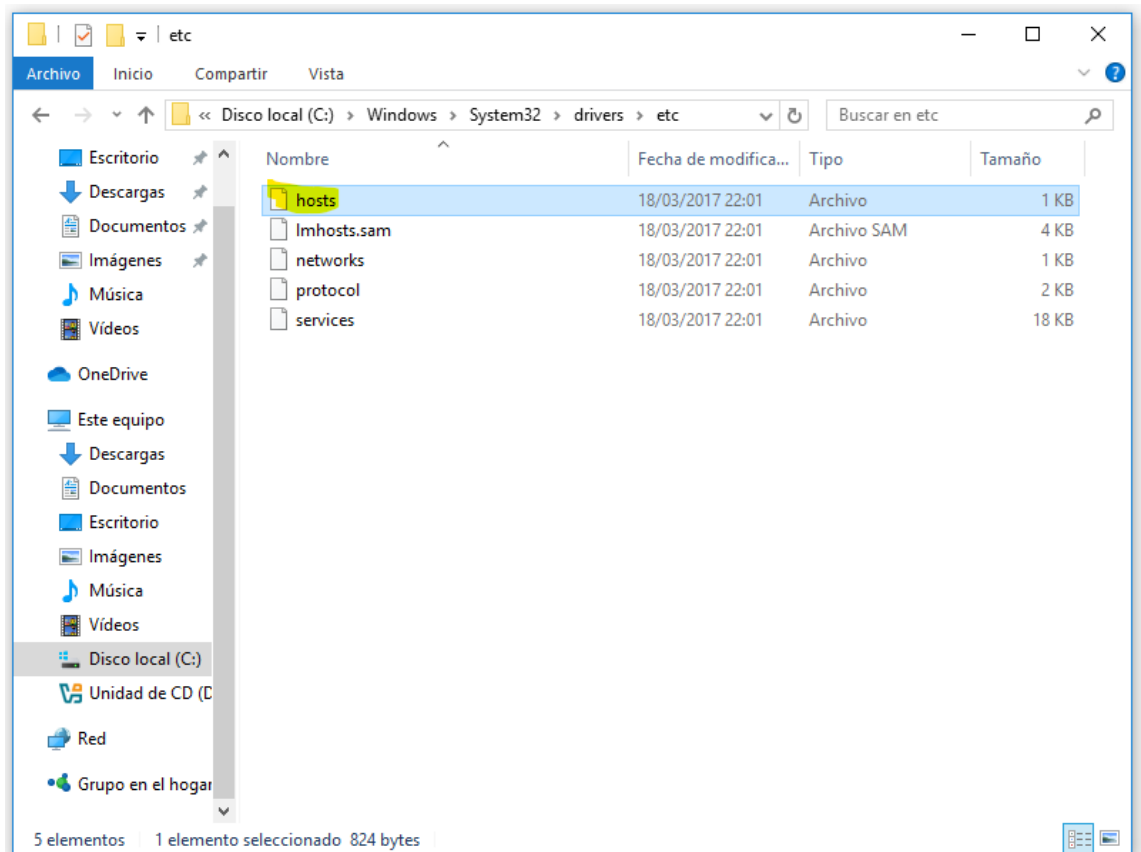 etc
Archivo Inicio Compartir Vista
« Disco local (C:) > Windows > System32 > drivers > etc Buscar en etc
Nombre Fecha de modifica... Tipo Tamaño
hosts 18/03/2017 22:01 Archivo 1 KB
lmhosts.sam 18/03/2017 22:01 Archivo SAM 4 KB
networks 18/03/2017 22:01 Archivo 1 KB
protocol 18/03/2017 22:01 Archivo 2 KB
services 18/03/2017 22:01 Archivo 18 KB
Escritorio
Descargas
Documentos
Imágenes
Música
Vídeos
OneDrive
Este equipo
Descargas
Documentos
Escritorio
Imágenes
Música
Vídeos
Disco local (C:)
Unidad de CD (D
Red
Grupo en el hogar
5 elementos 1 elemento seleccionado 824 bytes